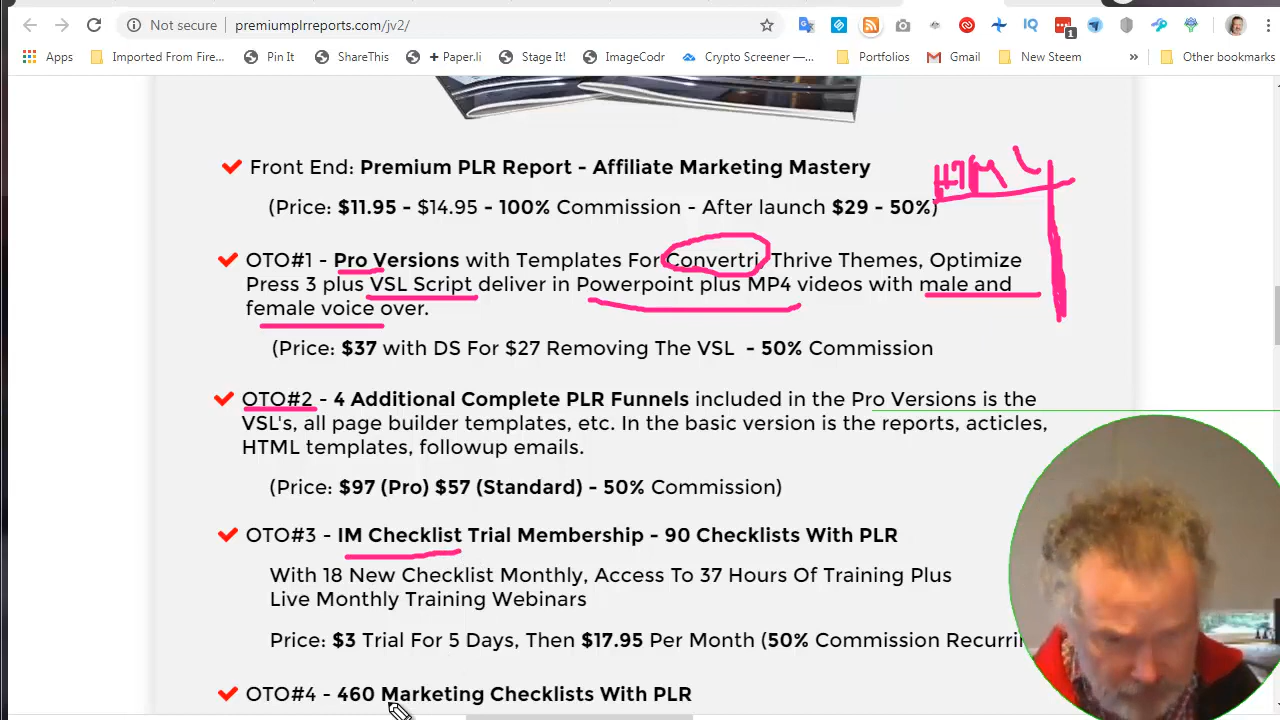 Not secure premiumplrreports.com/jv2/
1
Apps Imported From Fire... Pin It ShareThis + Paper.li Stage It! ImageCodr Crypto Screener —... Portfolios Gmail New Steem » Other bookmarks
Front End: Premium PLR Report - Affiliate Marketing Mastery
HTML
(Price: $11.95 - $14.95 - 100% Commission - After launch $29 - 50%)
OTO#1 - Pro Versions with Templates For Convertri, Thrive Themes, Optimize
Press 3 plus VSL Script deliver in Powerpoint plus MP4 videos with male and
female voice over.
(Price: $37 with DS For $27 Removing The VSL - 50% Commission
OTO#2 - 4 Additional Complete PLR Funnels included in the Pro Versions is the
VSL's, all page builder templates, etc. In the basic version is the reports, acticles,
HTML templates, followup emails.
(Price: $97 (Pro) $57 (Standard) - 50% Commission)
OTO#3 - IM Checklist Trial Membership - 90 Checklists With PLR
With 18 New Checklist Monthly, Access To 37 Hours Of Training Plus
Live Monthly Training Webinars
Price: $3 Trial For 5 Days, Then $17.95 Per Month (50% Commission Recurrin
OTO#4 - 460 Marketing Checklists With PLR